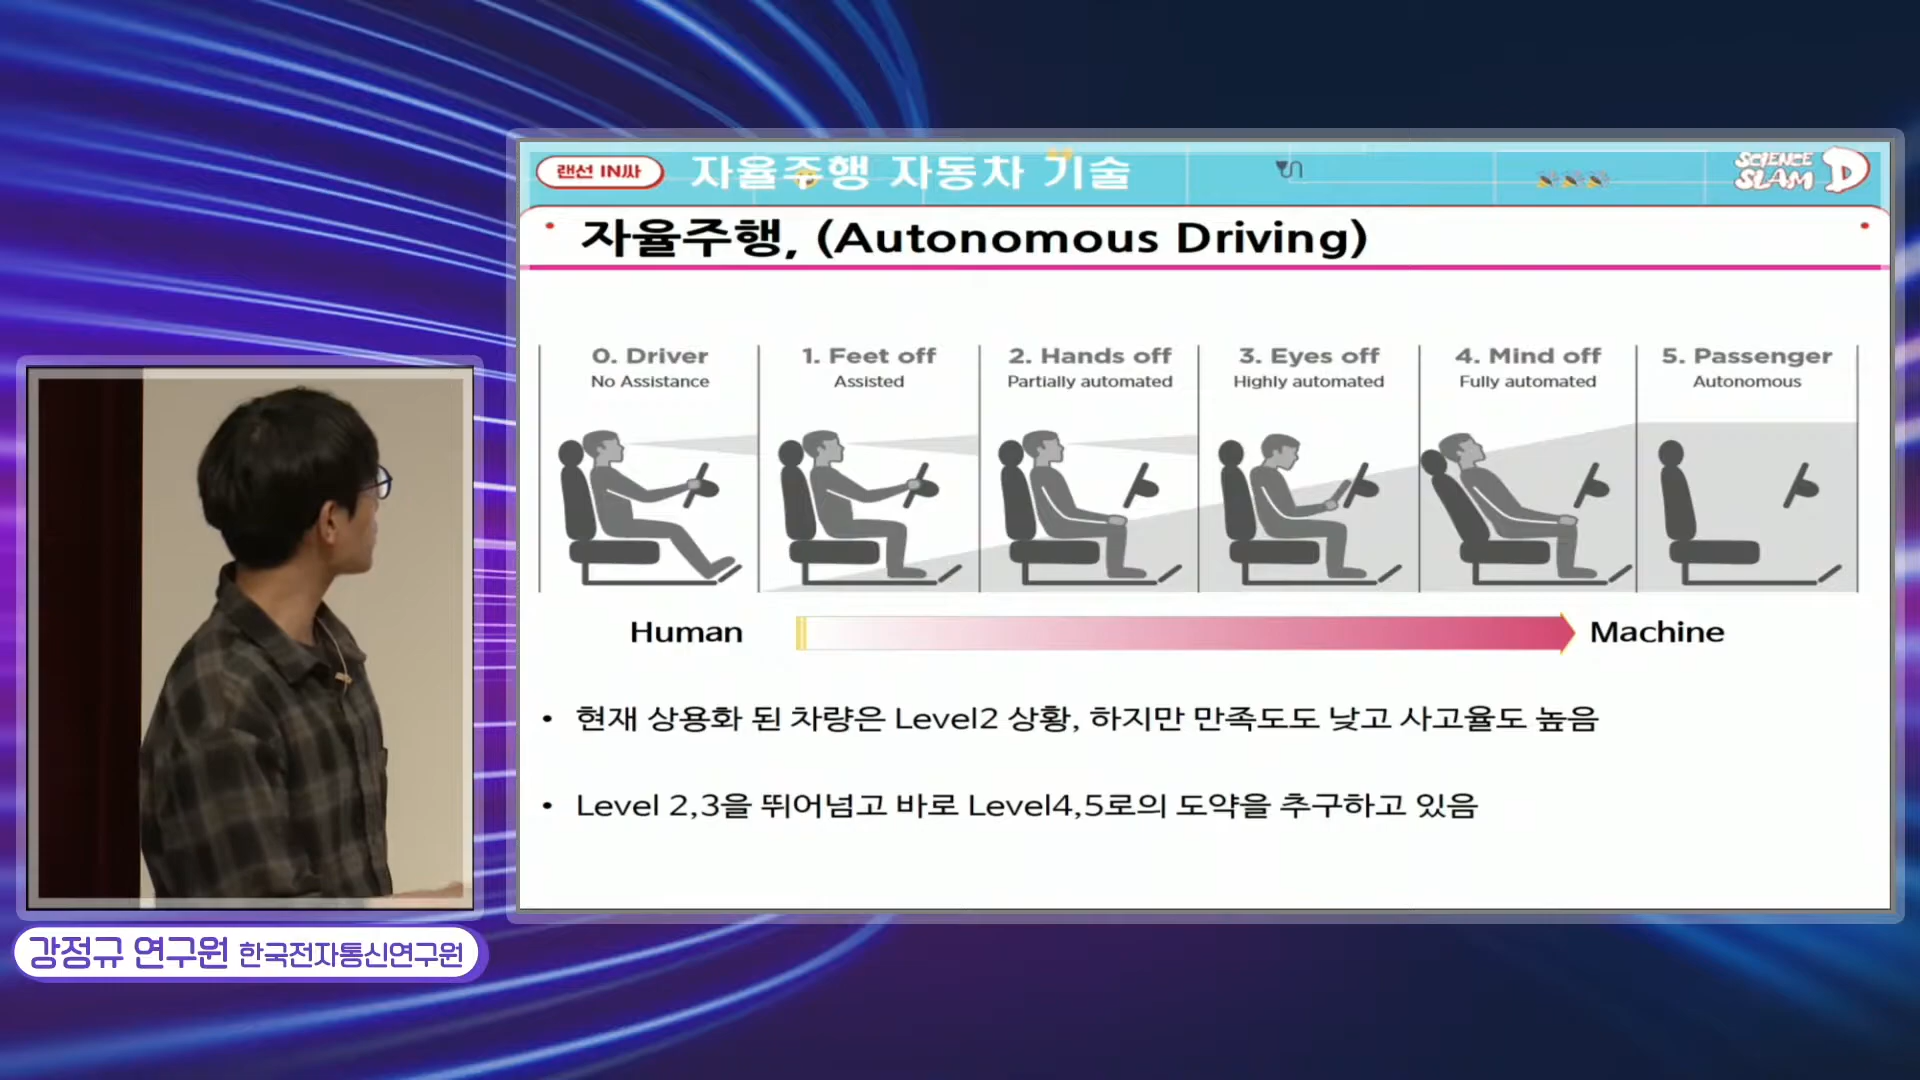 랜선 IN싸
자율주행 자동차 기술
SCIENCE SLAM D
자율주행, (Autonomous Driving)
0. Driver
No Assistance
1. Feet off
Assisted
2. Hands off
Partially automated
3. Eyes off
Highly automated
4. Mind off
Fully automated
5. Passenger
Autonomous
Human
Machine
• 현재 상용화 된 차량은 Level2 상황, 하지만 만족도도 낮고 사고율도 높음
• Level 2,3을 뛰어넘고 바로 Level4,5로의 도약을 추구하고 있음
강정규 연구원 한국전자통신연구원